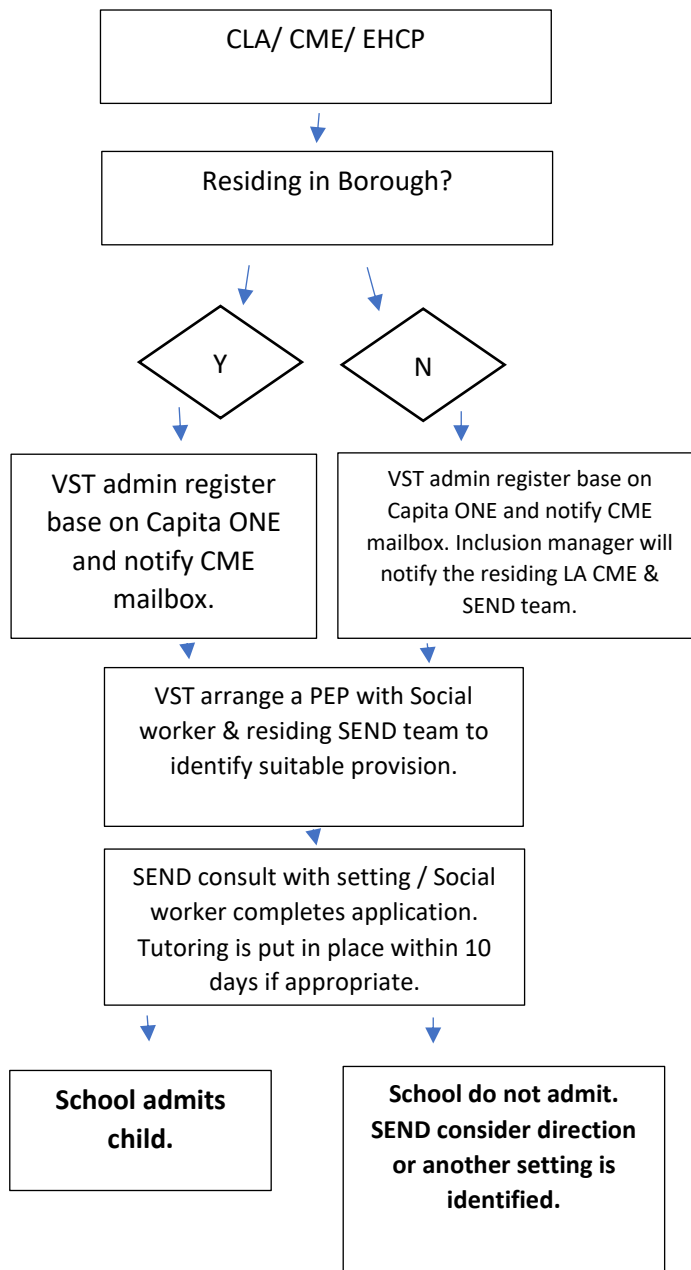 CLA/ CME/ EHCP
Residing in Borough?
Y
N
VST admin register
base on Capita ONE
and notify CME
mailbox.
VST admin register base on
Capita ONE and notify CME
mailbox. Inclusion manager will
notify the residing LA CME &
SEND team.
VST arrange a PEP with Social
worker & residing SEND team to
identify suitable provision.
SEND consult with setting / Social
worker completes application.
Tutoring is put in place within 10
days if appropriate.
School admits
child.
School do not admit.
SEND consider direction
or another setting is
identified.